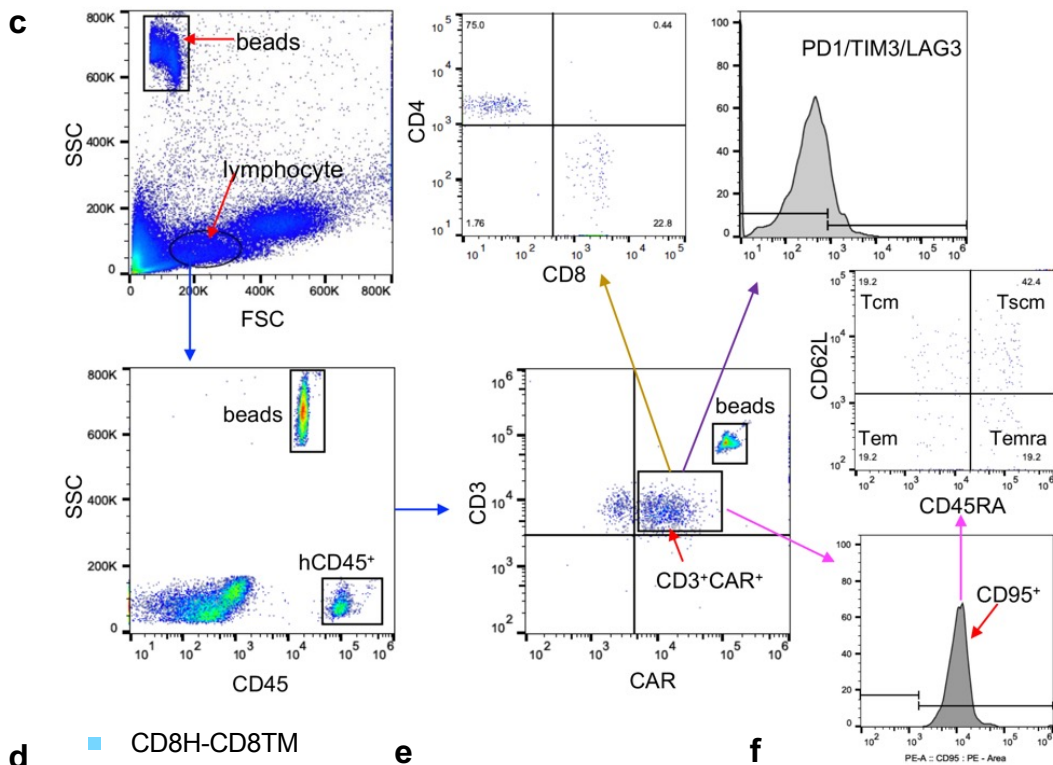 c
800K
600K
400K
200K
0
SSC
beads
lymphocyte
0 200K 400K 600K 800K
FSC
75.0 0.44
10⁵
10⁴
10³
10²
10¹
CD4
1.76 22.8
10¹ 10² 10³ 10⁴ 10⁵
CD8
PD1/TIM3/LAG3
100
80
60
40
20
0
10¹ 10² 10³ 10⁴ 10⁵ 10⁶
800K
600K
400K
200K
0
SSC
beads
hCD45⁺
10¹ 10² 10³ 10⁴ 10⁵ 10⁶
CD45
10⁶
10⁵
10⁴
10³
10²
CD3
beads
CD3⁺CAR⁺
10² 10³ 10⁴ 10⁵ 10⁶
CAR
19.2 42.4
Tcm Tscm
10⁵
10⁴
10³
10²
CD62L
Tem Temra
19.2 19.2
10² 10³ 10⁴ 10⁵ 10⁶
CD45RA
100
80
60
40
20
0
CD95⁺
10² 10³ 10⁴ 10⁵ 10⁶
PE-A :: CD95 : PE - Area
d
CD8H-CD8TM
e
f